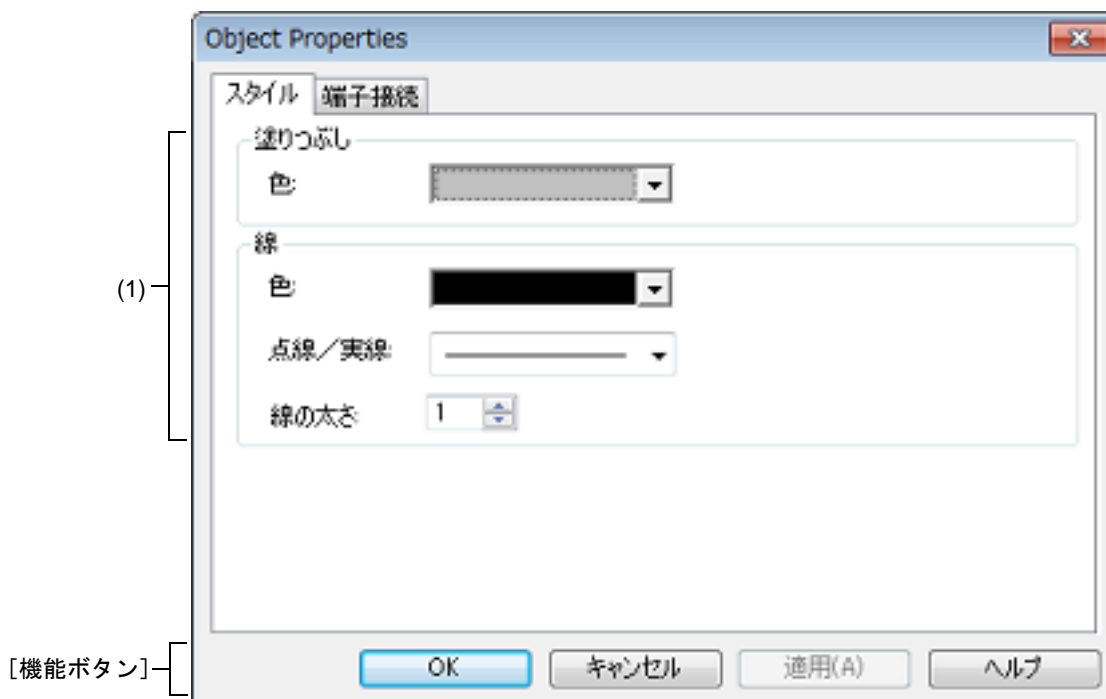 Object Properties
スタイル 端子接続
塗りつぶし
色:
線
色:
(1)
点線／実線:
線の太さ: 1
[機能ボタン]
OK キャンセル 適用(A) ヘルプ